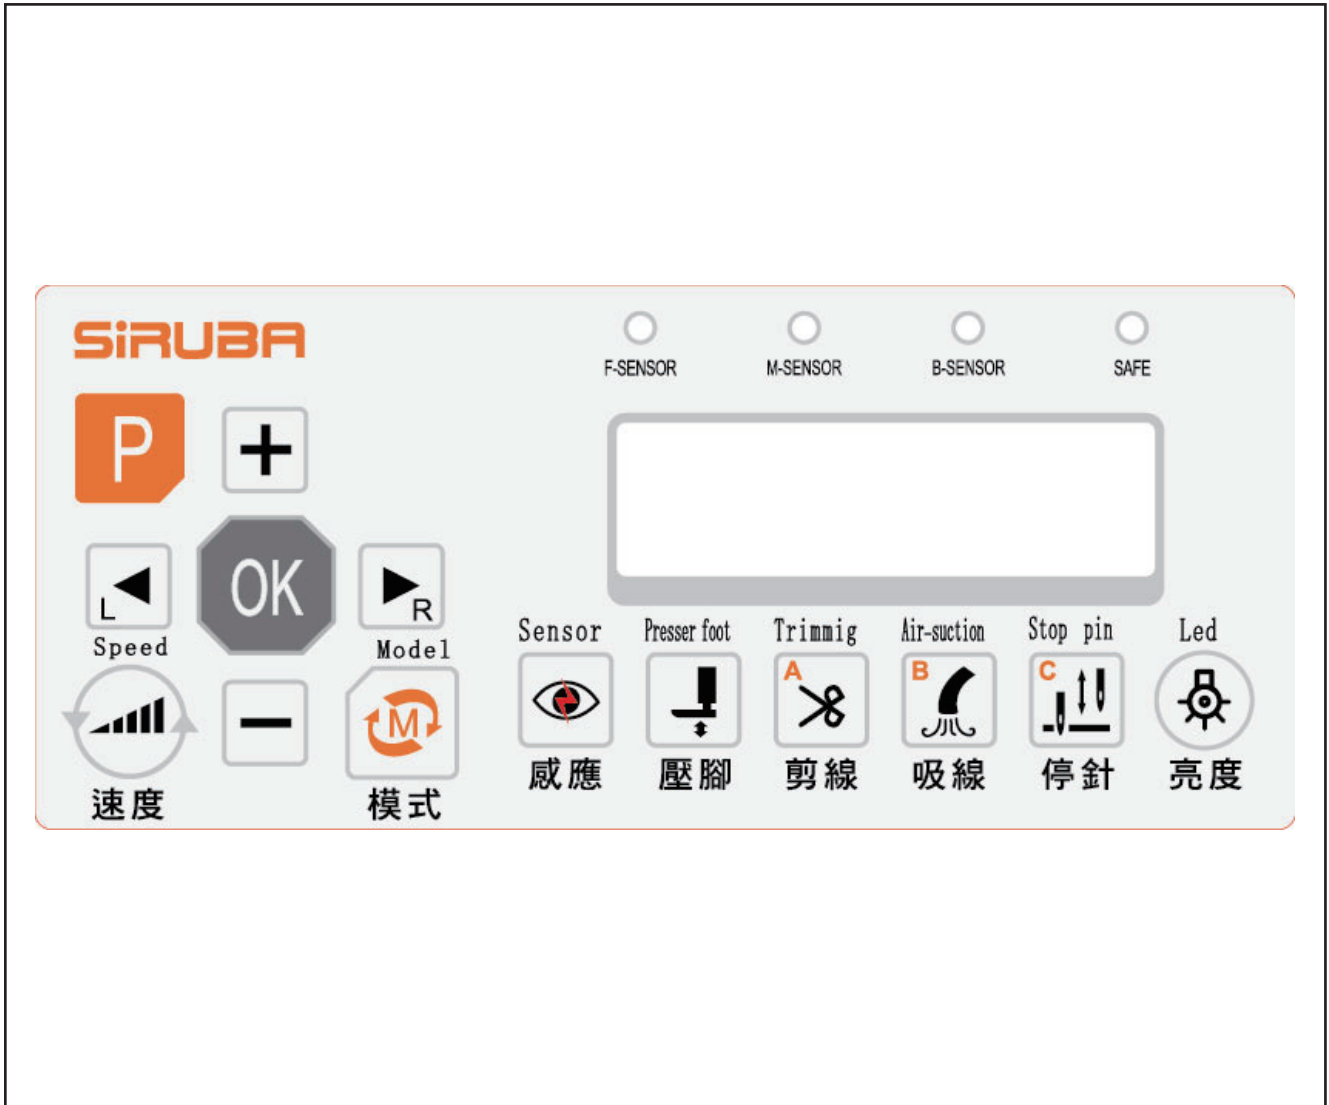 SiRUBA
F-SENSOR M-SENSOR B-SENSOR SAFE
P
+
L
OK
R
Speed
Model
−
M
速度
模式
Sensor Presser foot Trimmig Air-suction Stop pin Led
A B C
感應 壓腳 剪線 吸線 停針 亮度